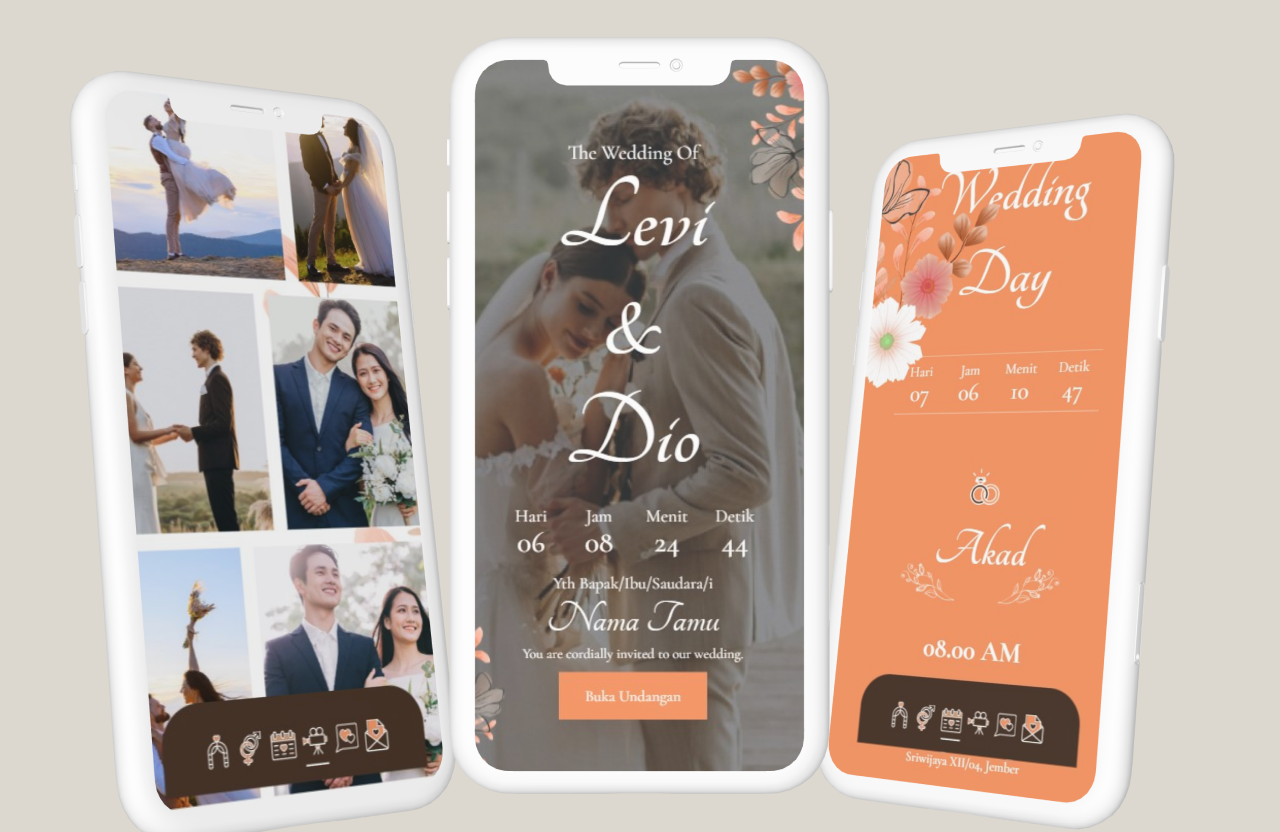 The Wedding Of
Levi
&
Dio
Hari Jam Menit Detik
06 08 24 44
Yth Bapak/Ibu/Saudara/i
Nama Tamu
You are cordially invited to our wedding.
Buka Undangan
Wedding
Day
Hari Jam Menit Detik
07 06 10 47
Akad
08.00 AM
Sriwijaya XII/04, Jember